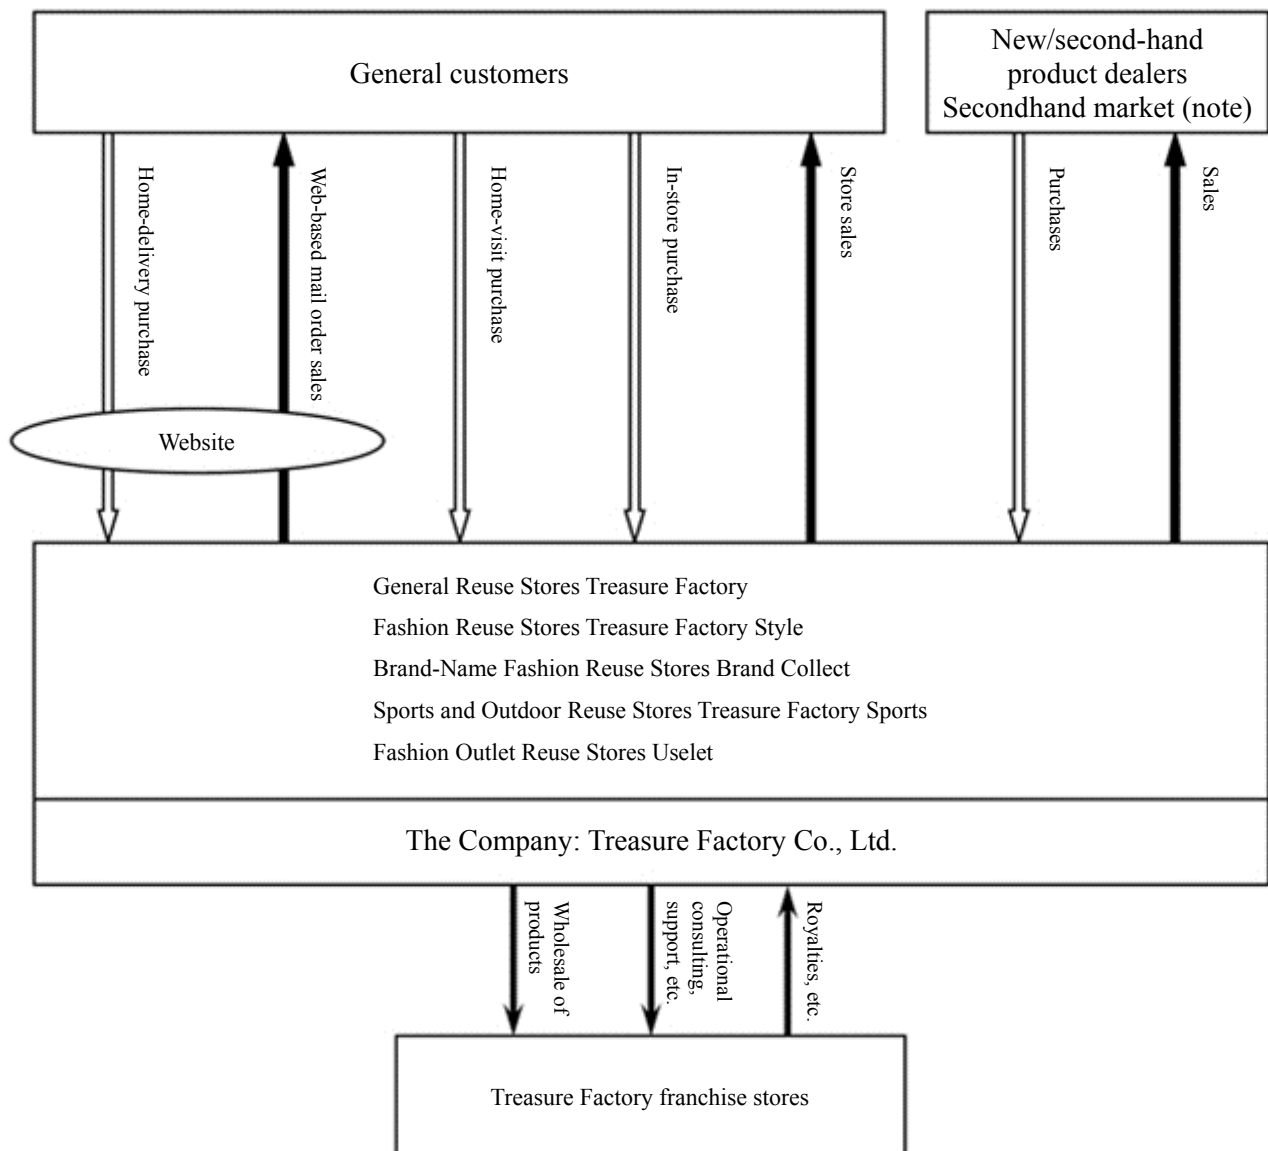 General customers
New/second-hand
product dealers
Secondhand market (note)
Home-delivery purchase
Web-based mail order sales
Home-visit purchase
In-store purchase
Store sales
Purchases
Sales
Website
General Reuse Stores Treasure Factory
Fashion Reuse Stores Treasure Factory Style
Brand-Name Fashion Reuse Stores Brand Collect
Sports and Outdoor Reuse Stores Treasure Factory Sports
Fashion Outlet Reuse Stores Uselet
The Company: Treasure Factory Co., Ltd.
Wholesale of
products
Operational
consulting,
support, etc.
Royalties, etc.
Treasure Factory franchise stores